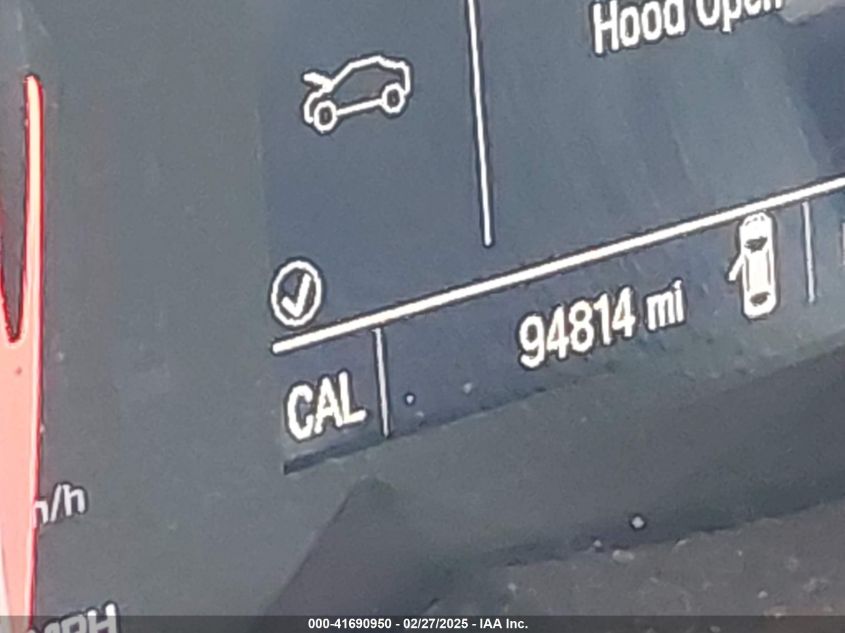 Hood Open
94814 mi
CAL
MPH
000-41690950 - 02/27/2025 - IAA Inc.